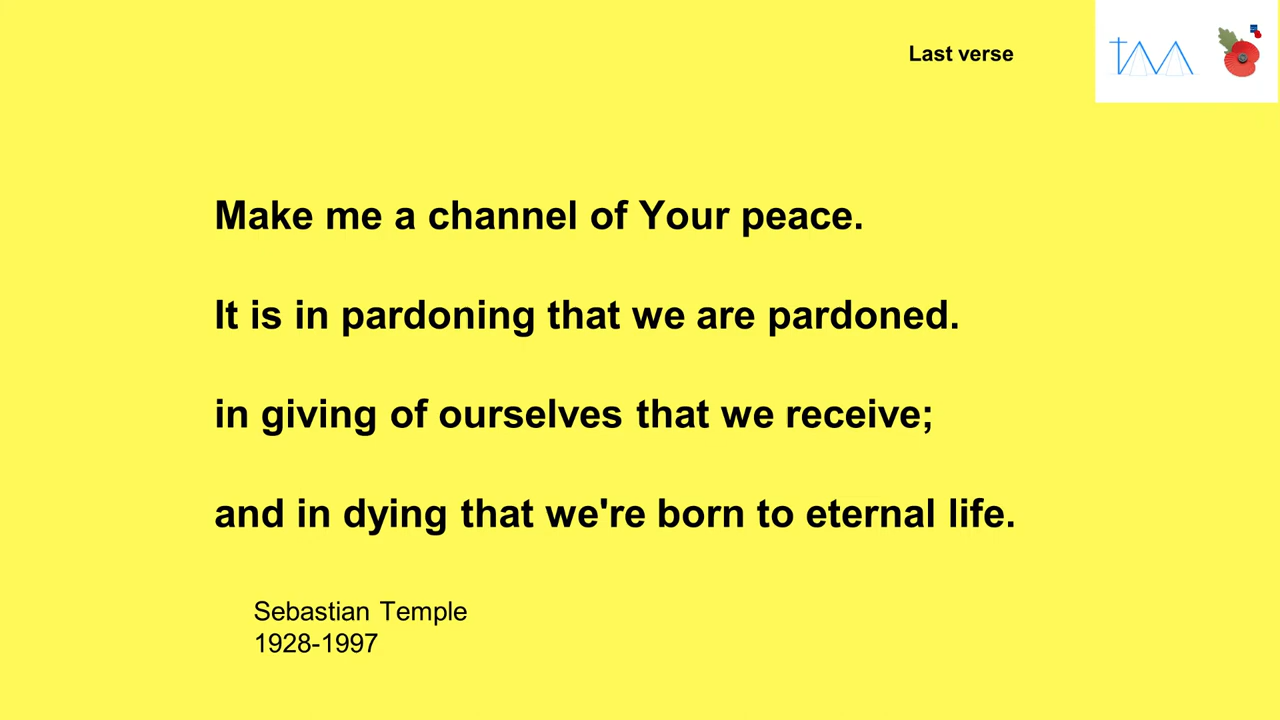 Last verse
Make me a channel of Your peace.
It is in pardoning that we are pardoned.
in giving of ourselves that we receive;
and in dying that we're born to eternal life.
Sebastian Temple
1928-1997